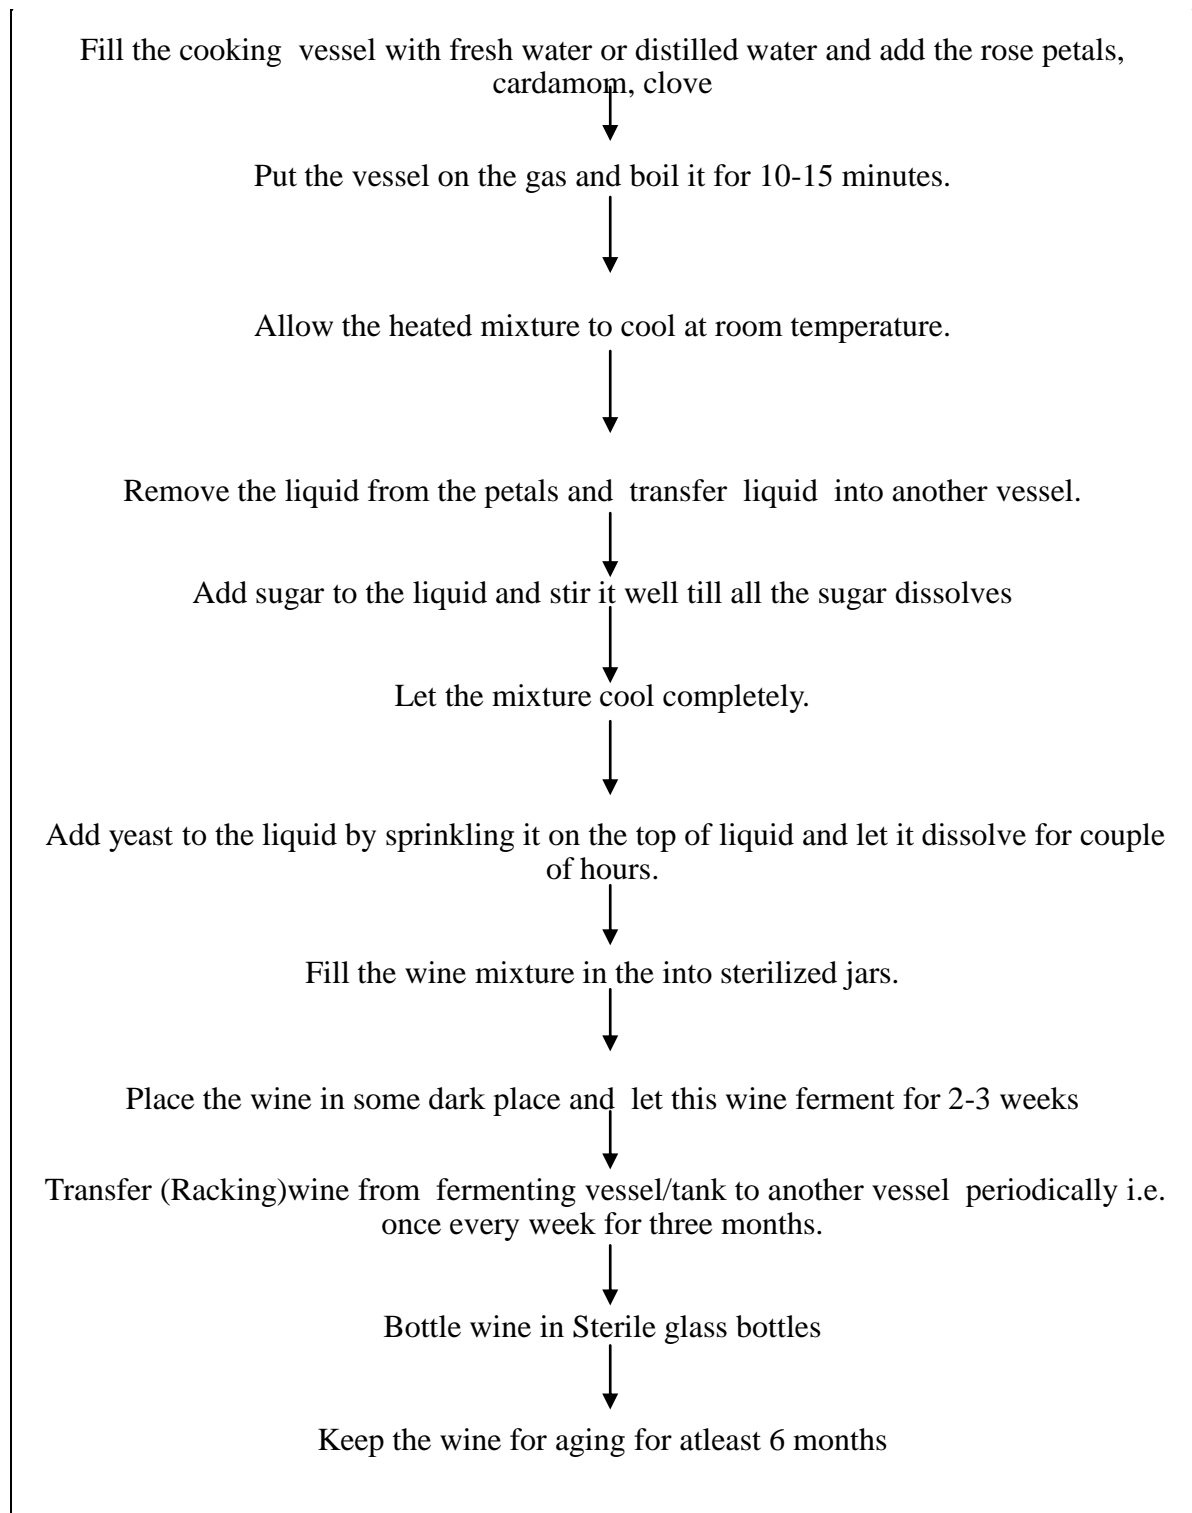 Fill the cooking vessel with fresh water or distilled water and add the rose petals,
cardamom, clove
Put the vessel on the gas and boil it for 10-15 minutes.
Allow the heated mixture to cool at room temperature.
Remove the liquid from the petals and transfer liquid into another vessel.
Add sugar to the liquid and stir it well till all the sugar dissolves
Let the mixture cool completely.
Add yeast to the liquid by sprinkling it on the top of liquid and let it dissolve for couple
of hours.
Fill the wine mixture in the into sterilized jars.
Place the wine in some dark place and let this wine ferment for 2-3 weeks
Transfer (Racking)wine from fermenting vessel/tank to another vessel periodically i.e.
once every week for three months.
Bottle wine in Sterile glass bottles
Keep the wine for aging for atleast 6 months